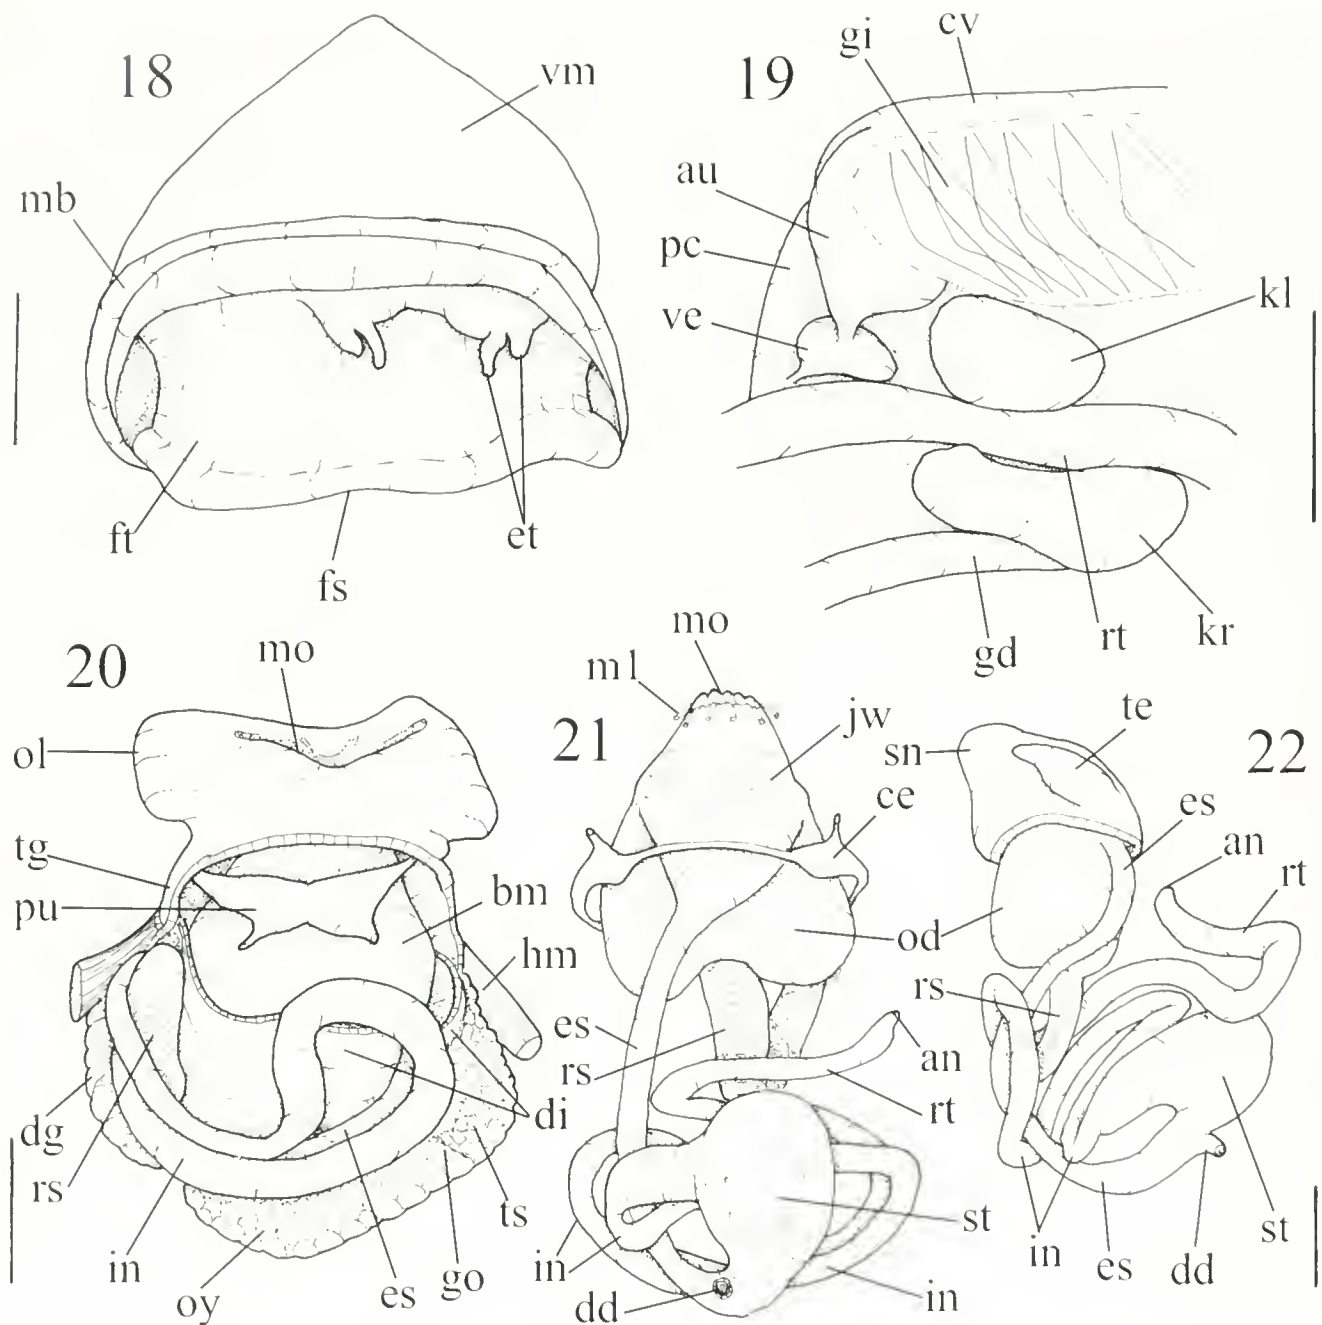 18
vm
mb
ft
fs
et
19
gi
cv
au
pc
ve
kl
gd
rt
kr
20
mo
ol
tg
pu
bm
hm
dg
rs
in
oy
es
go
ts
di
21
mo
ml
jw
ce
od
es
rs
an
rt
st
in
in
dd
22
te
sn
es
an
rt
rs
in
es
dd
st